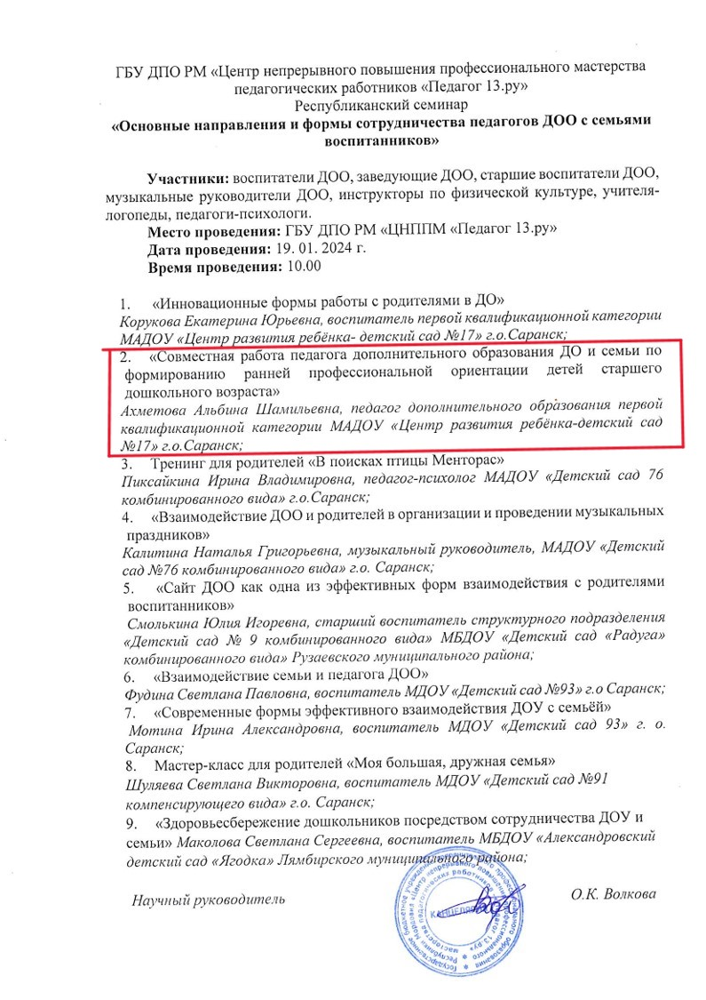 ГБУ ДПО РМ «Центр непрерывного повышения профессионального мастерства
педагогических работников «Педагог 13.ру»
Республиканский семинар
«Основные направления и формы сотрудничества педагогов ДОО с семьями
воспитанников»
Участники: воспитатели ДОО, заведующие ДОО, старшие воспитатели ДОО,
музыкальные руководители ДОО, инструкторы по физической культуре, учителя-
логопеды, педагоги-психологи.
Место проведения: ГБУ ДПО РМ «ЦНППМ «Педагог 13.ру»
Дата проведения: 19. 01. 2024 г.
Время проведения: 10.00
1. «Инновационные формы работы с родителями в ДО»
Корукова Екатерина Юрьевна, воспитатель первой квалификационной категории
МАДОУ «Центр развития ребёнка- детский сад №17» г.о.Саранск;
2. «Совместная работа педагога дополнительного образования ДО и семьи по
формированию ранней профессиональной ориентации детей старшего
дошкольного возраста»
Ахметова Альбина Шамильевна, педагог дополнительного образования первой
квалификационной категории МАДОУ «Центр развития ребёнка-детский сад
№17» г.о.Саранск;
3. Тренинг для родителей «В поисках птицы Менторас»
Пиксайкина Ирина Владимировна, педагог-психолог МАДОУ «Детский сад 76
комбинированного вида» г.о.Саранск;
4. «Взаимодействие ДОО и родителей в организации и проведении музыкальных
праздников»
Калитина Наталья Григорьевна, музыкальный руководитель, МАДОУ «Детский
сад №76 комбинированного вида» г.о. Саранск;
5. «Сайт ДОО как одна из эффективных форм взаимодействия с родителями
воспитанников»
Смолькина Юлия Игоревна, старший воспитатель структурного подразделения
«Детский сад № 9 комбинированного вида» МБДОУ «Детский сад «Радуга»
комбинированного вида» Рузаевского муниципального района;
6. «Взаимодействие семьи и педагога ДОО»
Фудина Светлана Павловна, воспитатель МДОУ «Детский сад №93» г.о Саранск;
7. «Современные формы эффективного взаимодействия ДОУ с семьёй»
Мотина Ирина Александровна, воспитатель МДОУ «Детский сад 93» г. о.
Саранск;
8. Мастер-класс для родителей «Моя большая, дружная семья»
Шуляева Светлана Викторовна, воспитатель МДОУ «Детский сад №91
компенсирующего вида» г.о. Саранск;
9. «Здоровьесбережение дошкольников посредством сотрудничества ДОУ и
семьи» Маколова Светлана Сергеевна, воспитатель МБДОУ «Александровский
детский сад «Ягодка» Лямбирского муниципального района;
Научный руководитель О.К. Волкова